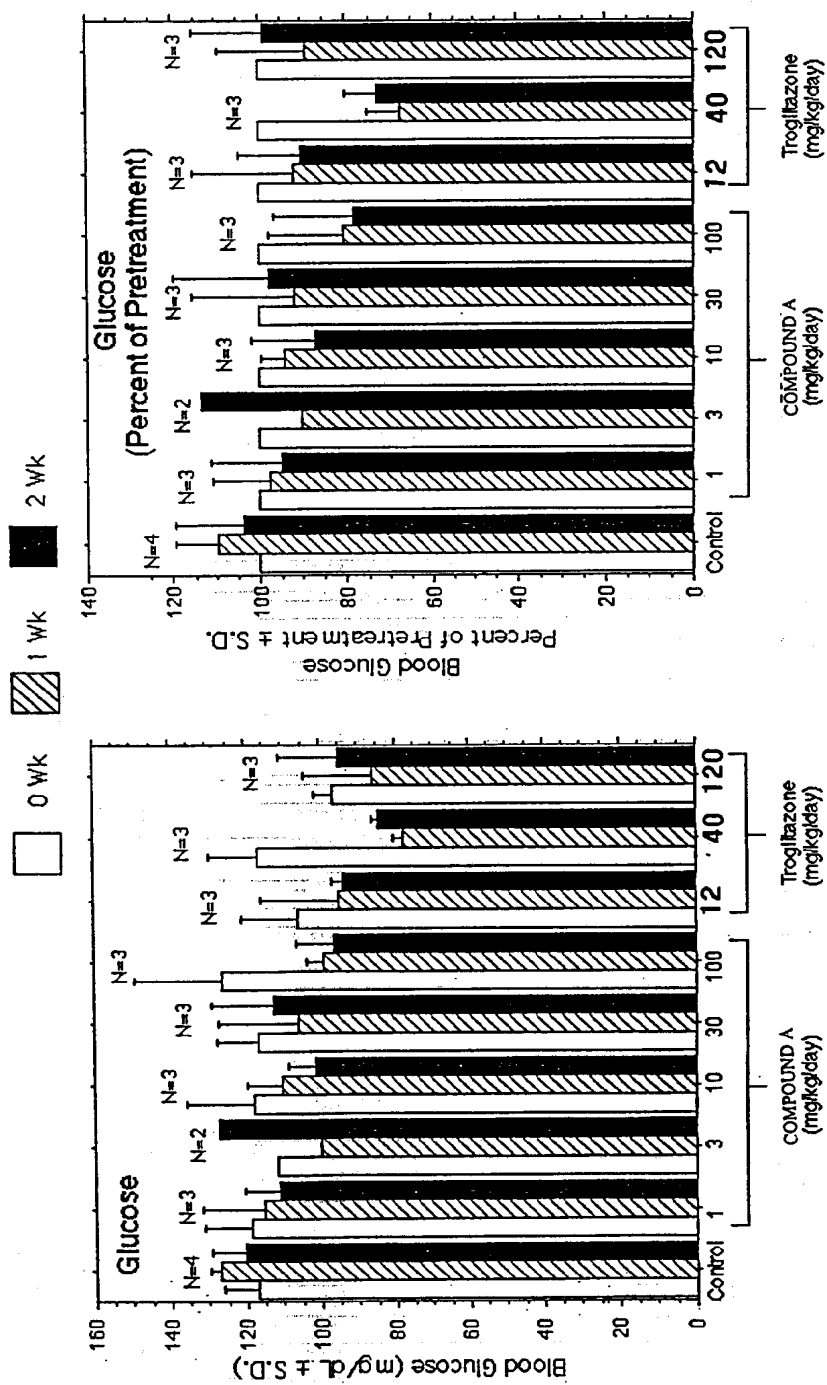 0 Wk
1 Wk
2 Wk
Glucose
Blood Glucose (mg/dL ± S.D.)
160
140
120
100
80
60
40
20
0
N=4
N=3
N=2
N=3
N=3
N=3
N=3
N=3
N=3
Control
1
3
10
30
100
12
40
120
COMPOUND A
(mg/kg/day)
Troglitazone
(mg/kg/day)
Glucose
(Percent of Pretreatment)
Blood Glucose
Percent of Pretreatment ± S.D.
140
120
100
80
60
40
20
0
N=4
N=3
N=2
N=3
N=3
N=3
N=3
N=3
N=3
Control
1
3
10
30
100
12
40
120
COMPOUND A
(mg/kg/day)
Troglitazone
(mg/kg/day)